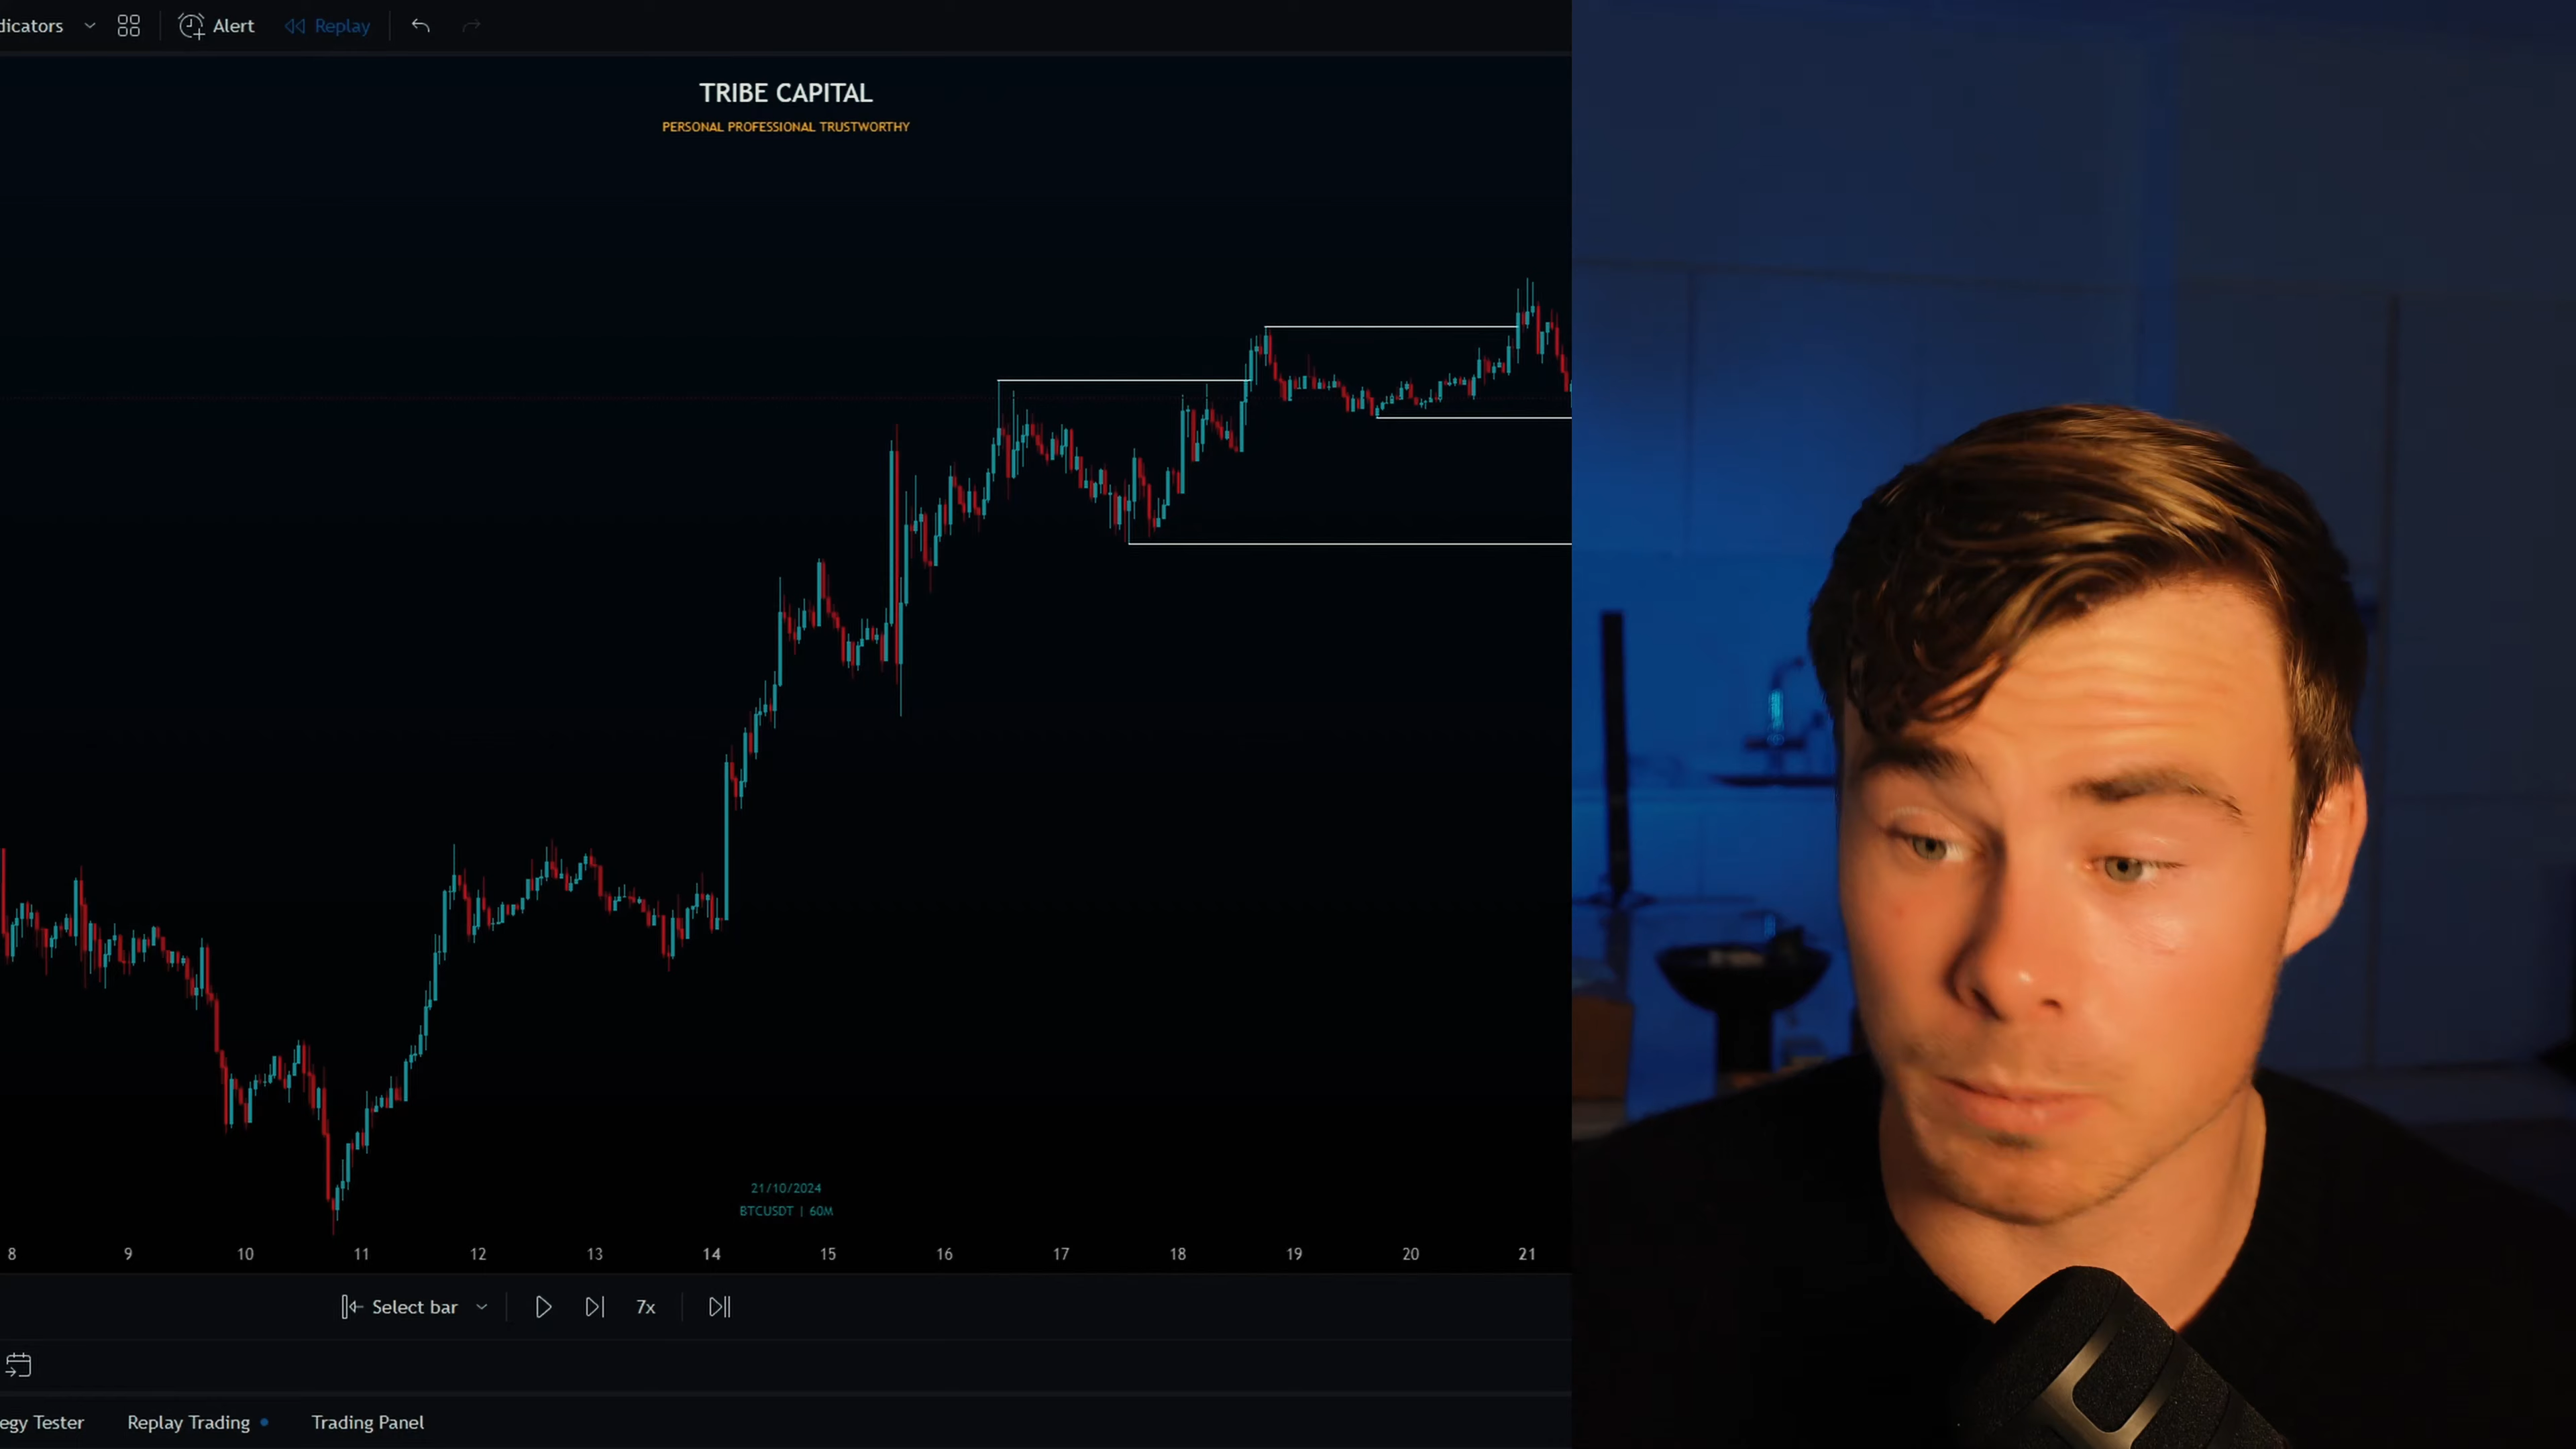 dicators
Alert
Replay
TRIBE CAPITAL
PERSONAL PROFESSIONAL TRUSTWORTHY
21/10/2024
BTCUSDT | 60M
8 9 10 11 12 13 14 15 16 17 18 19 20 21
Select bar
7x
egy Tester
Replay Trading
Trading Panel